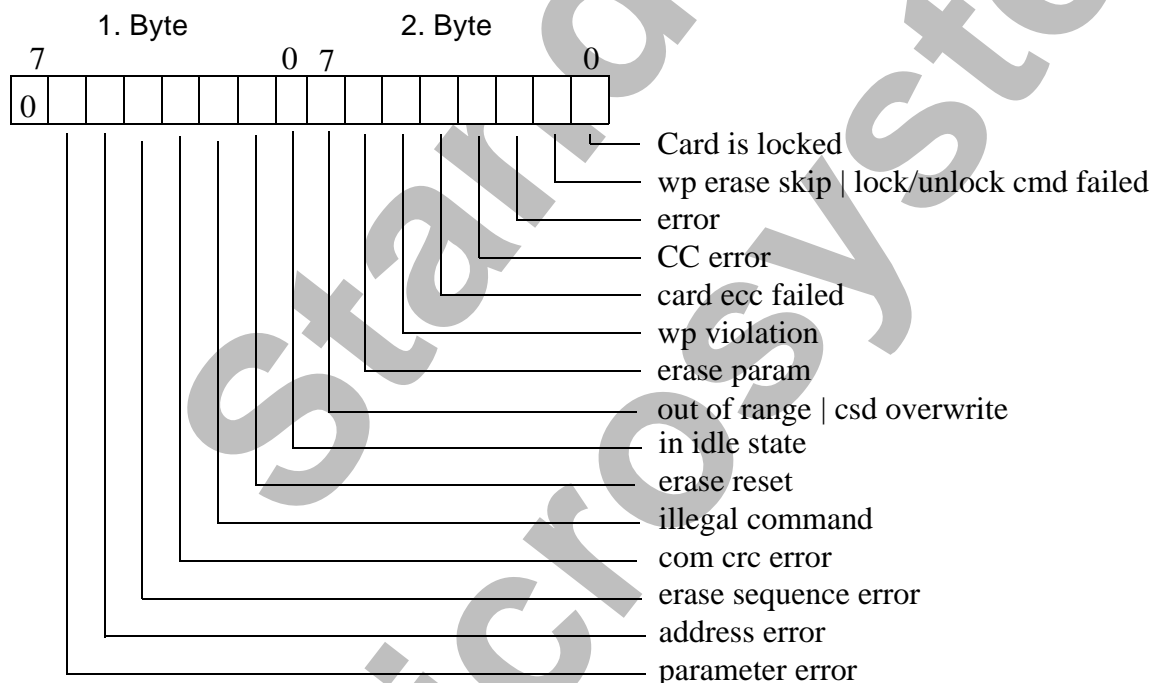 1. Byte 2. Byte
7 0 7 0
0
Card is locked
wp erase skip | lock/unlock cmd failed
error
CC error
card ecc failed
wp violation
erase param
out of range | csd overwrite
in idle state
erase reset
illegal command
com crc error
erase sequence error
address error
parameter error